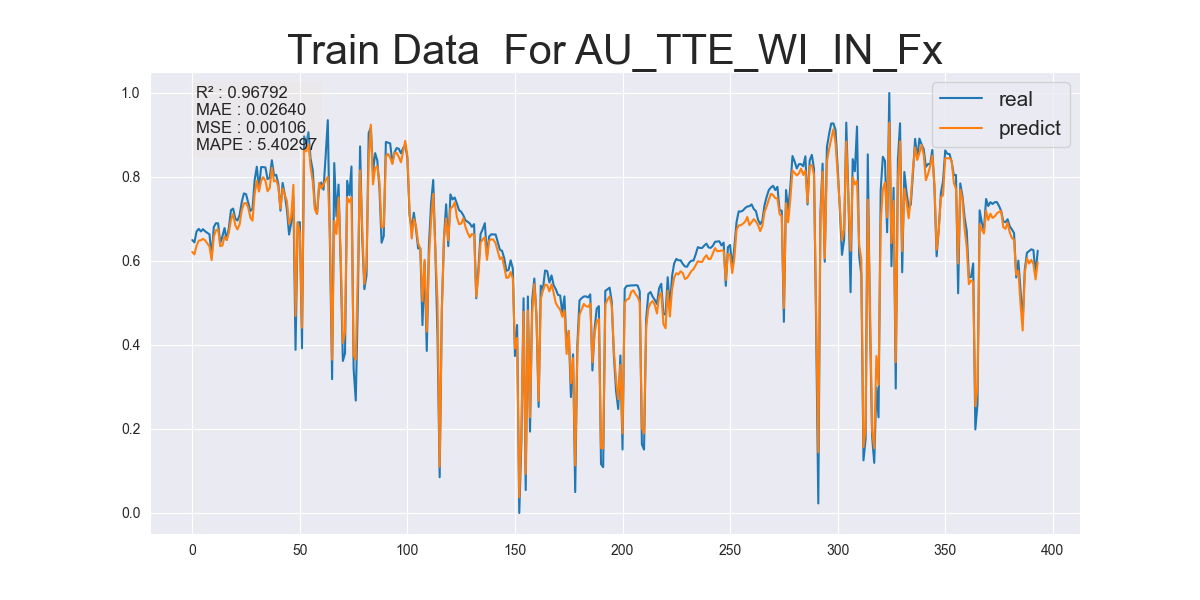 Train Data  For AU_TTE_WI_IN_Fx
R² : 0.96792
MAE : 0.02640
MSE : 0.00106
MAPE : 5.40297
real
predict
1.0
0.8
0.6
0.4
0.2
0.0
0 50 100 150 200 250 300 350 400